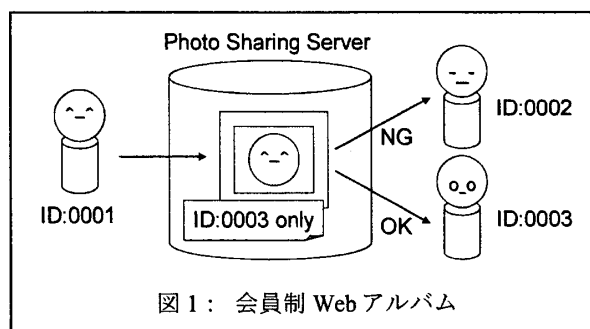 Photo Sharing Server
ID:0001
ID:0003 only
NG
OK
ID:0002
ID:0003
図 1： 会員制 Web アルバム